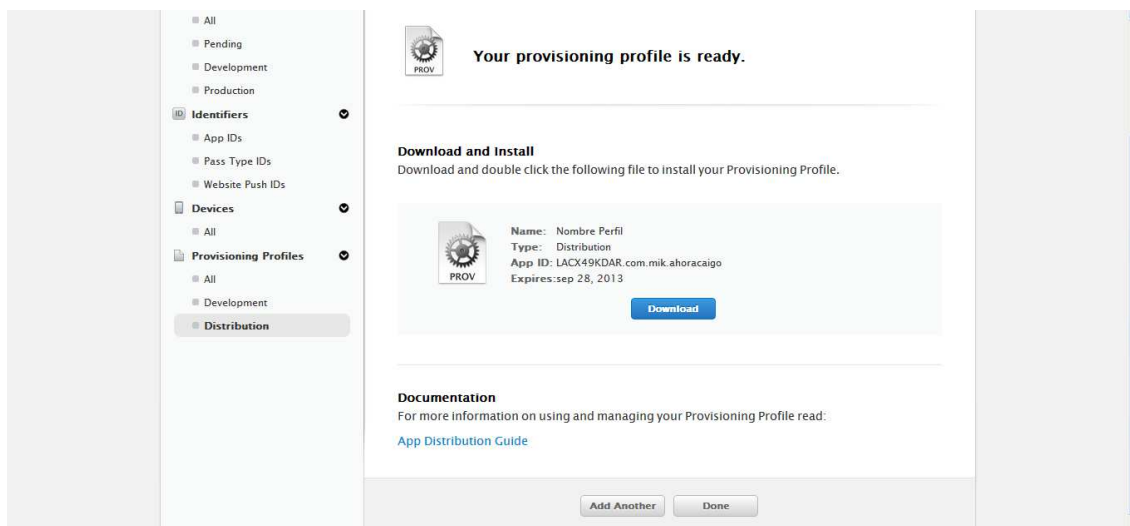 All
Pending
Development
Production
ID Identifiers
App IDs
Pass Type IDs
Website Push IDs
Devices
All
Provisioning Profiles
All
Development
Distribution
PROV
Your provisioning profile is ready.
Download and Install
Download and double click the following file to install your Provisioning Profile.
PROV
Name: Nombre Perfil
Type: Distribution
App ID: LACX49KDAR.com.mik.ahoracaigo
Expires:sep 28, 2013
Download
Documentation
For more information on using and managing your Provisioning Profile read:
App Distribution Guide
Add Another
Done